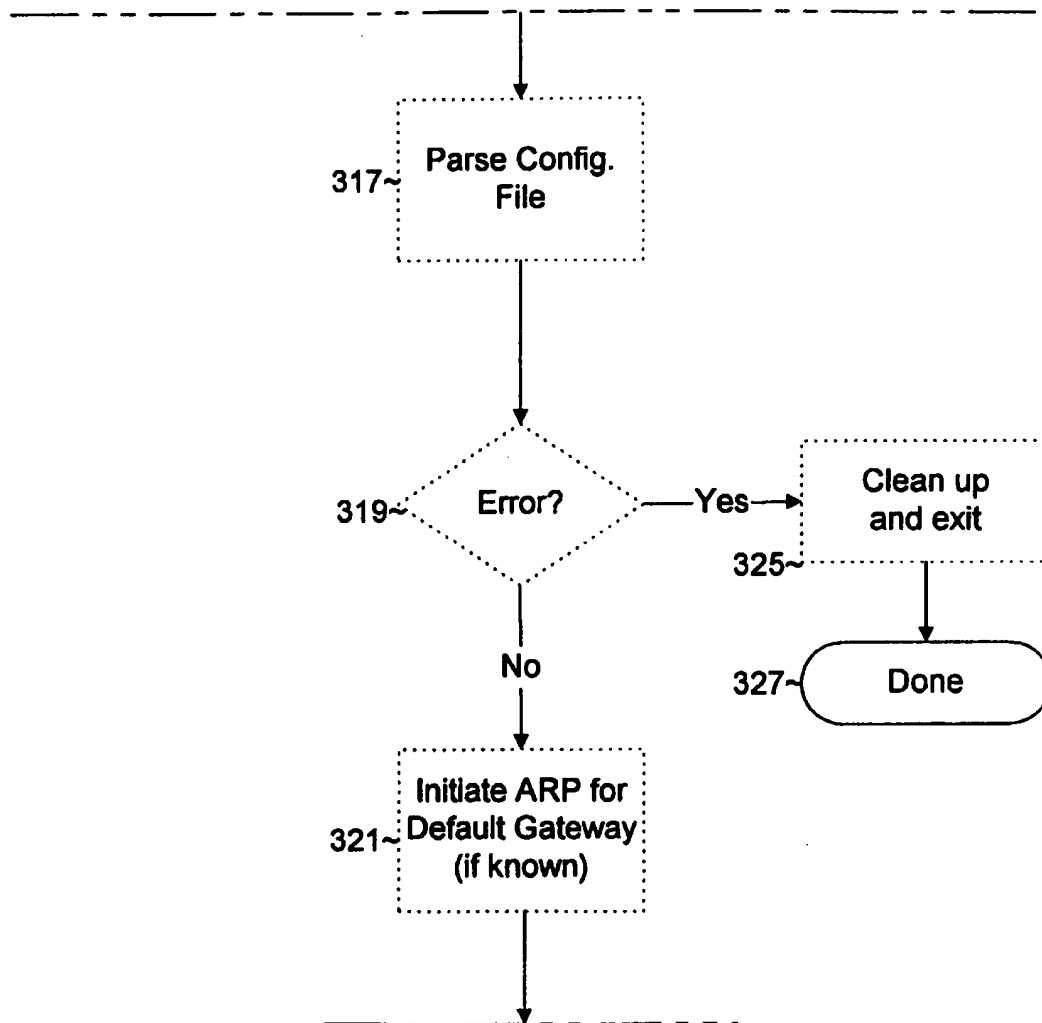 317~
Parse Config.
File
319~
Error?
Yes
Clean up
and exit
325~
No
327~
Done
321~
Initiate ARP for
Default Gateway
(if known)